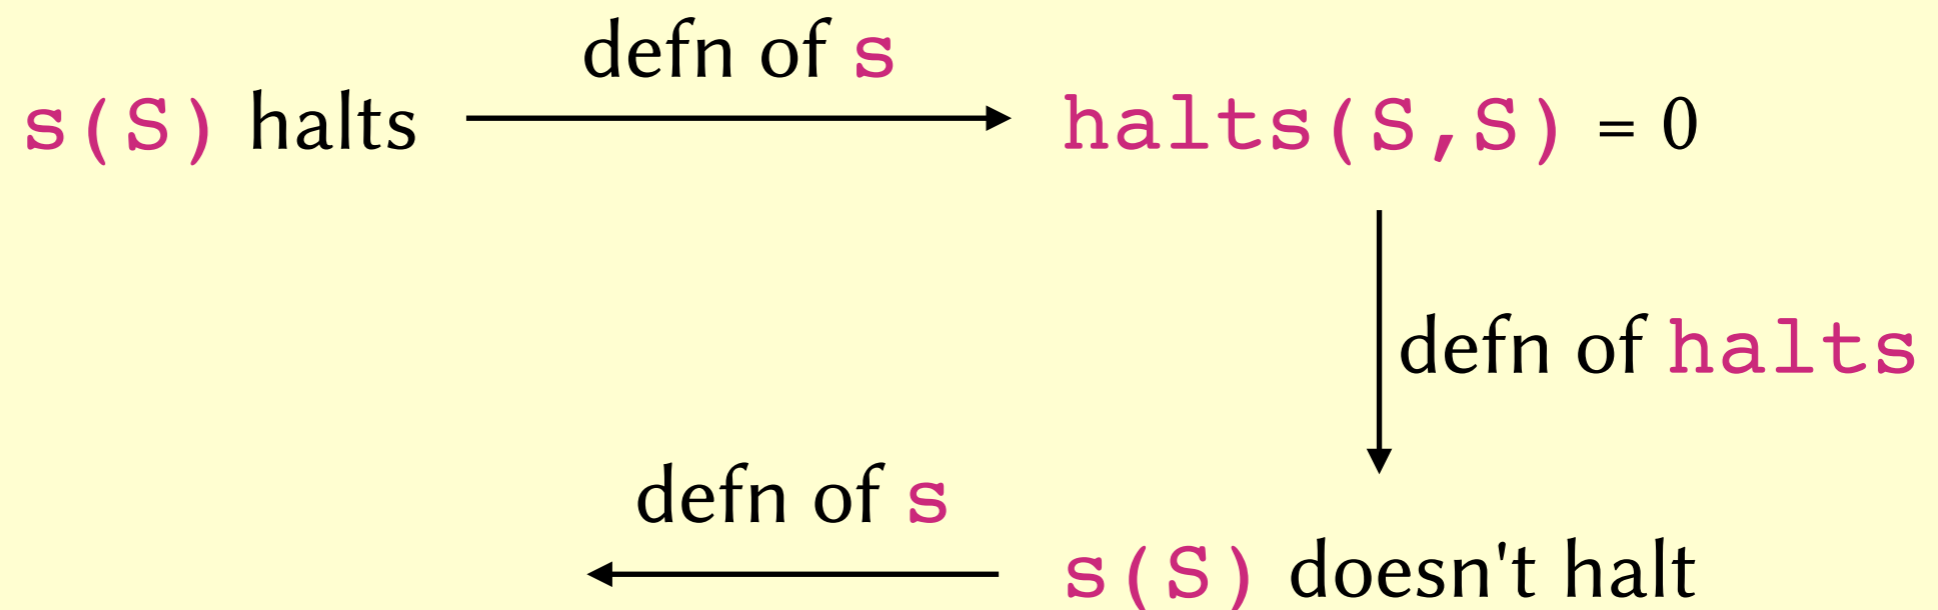 defn of s
s(S) halts
halts(S,S) = 0
defn of halts
defn of s
s(S) doesn't halt